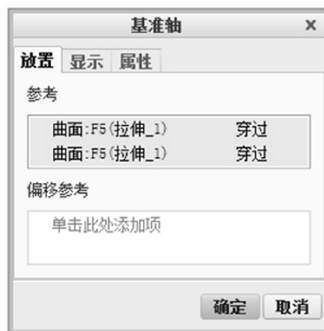 基准轴
放置 显示 属性
参考
曲面:F5(拉伸_1) 穿过
曲面:F5(拉伸_1) 穿过
偏移参考
单击此处添加项
确定 取消